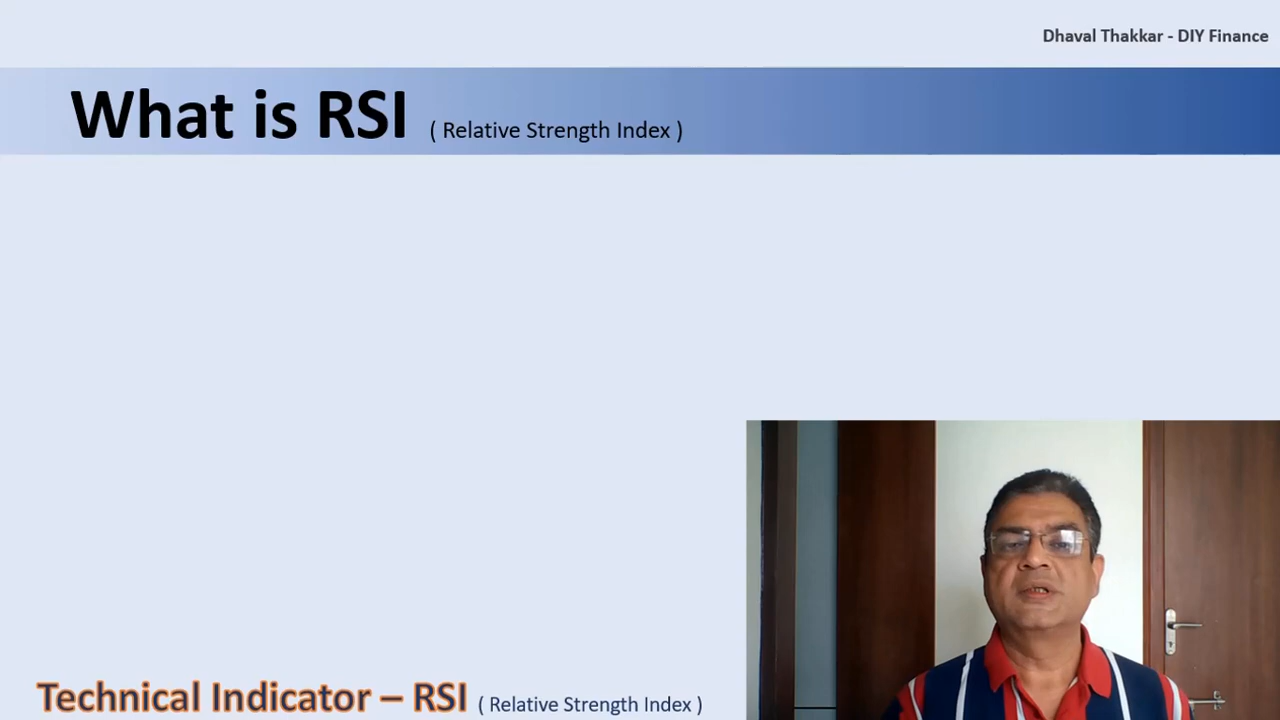 Dhaval Thakkar - DIY Finance
What is RSI ( Relative Strength Index )
Technical Indicator – RSI ( Relative Strength Index )